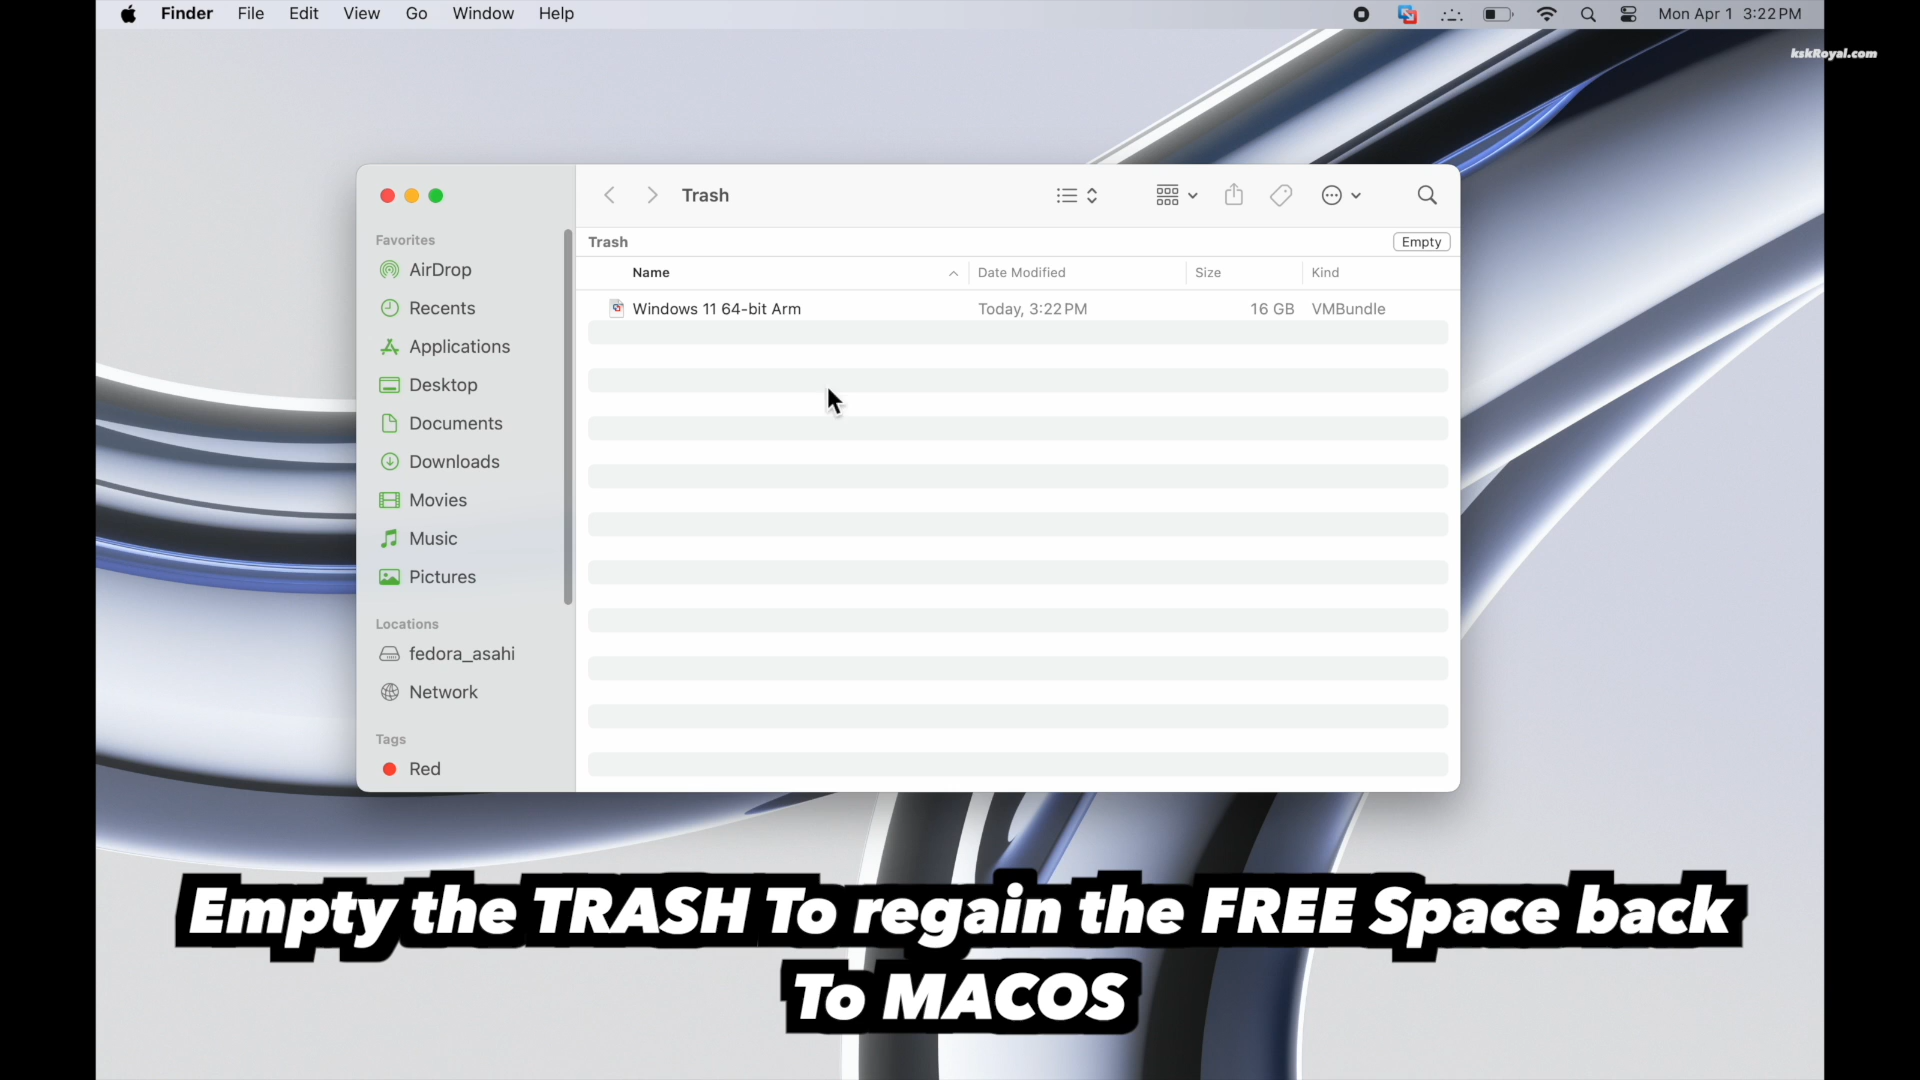 Finder File Edit View Go Window Help Mon Apr 1 3:22 PM
kskRoyal.com
Trash
Favorites
AirDrop
Recents
Applications
Desktop
Documents
Downloads
Movies
Music
Pictures
Locations
fedora_asahi
Network
Tags
Red
Trash Empty
Name Date Modified Size Kind
Windows 11 64-bit Arm Today, 3:22 PM 16 GB VMBundle
Empty the TRASH To regain the FREE Space back
To MACOS